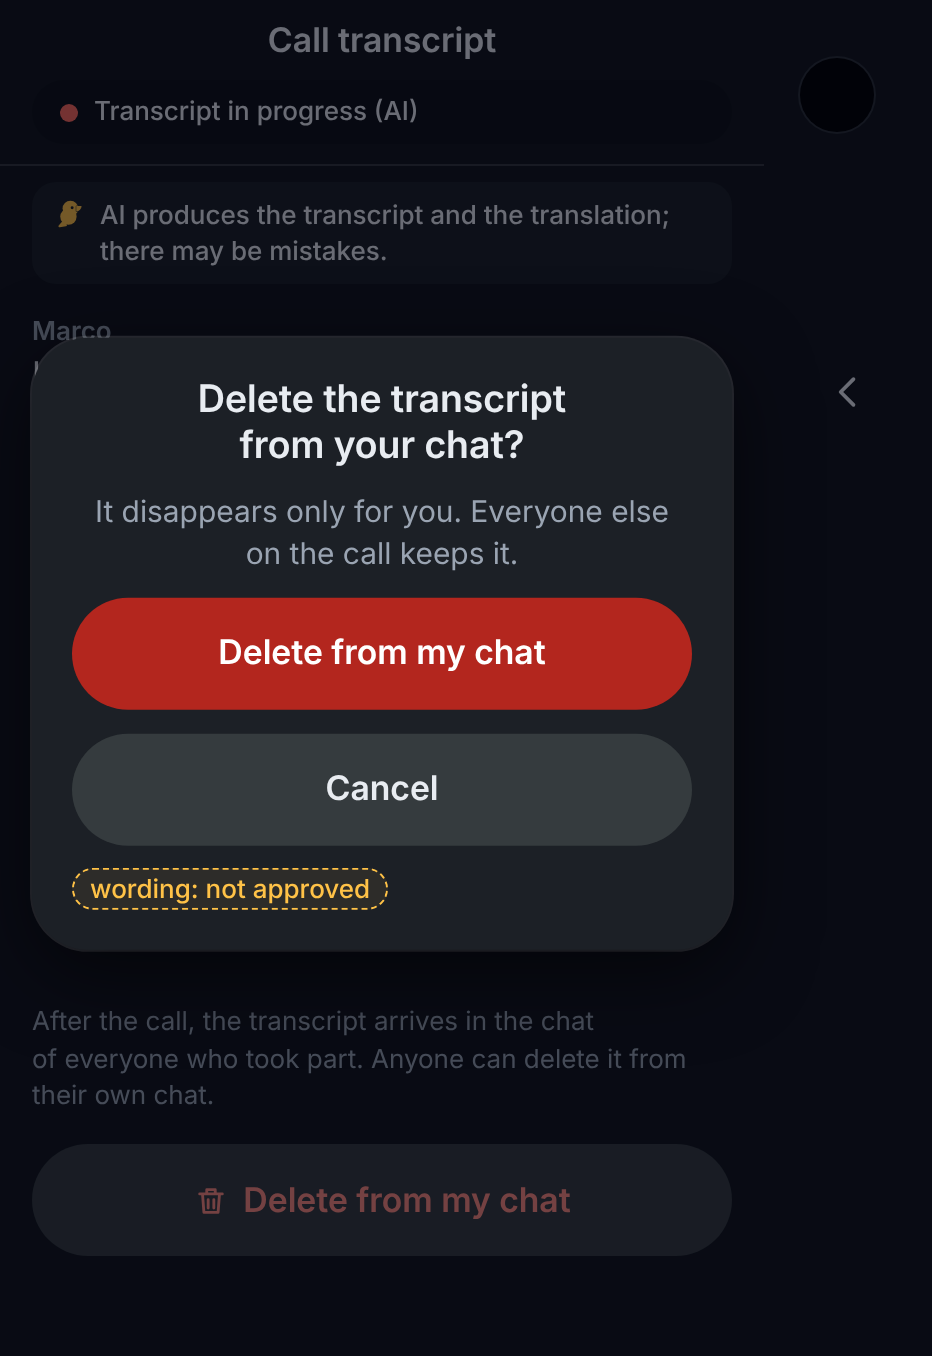 Call transcript
Transcript in progress (AI)
AI produces the transcript and the translation;
there may be mistakes.
Marco
Delete the transcript
from your chat?
It disappears only for you. Everyone else
on the call keeps it.
Delete from my chat
Cancel
wording: not approved
After the call, the transcript arrives in the chat
of everyone who took part. Anyone can delete it from
their own chat.
Delete from my chat